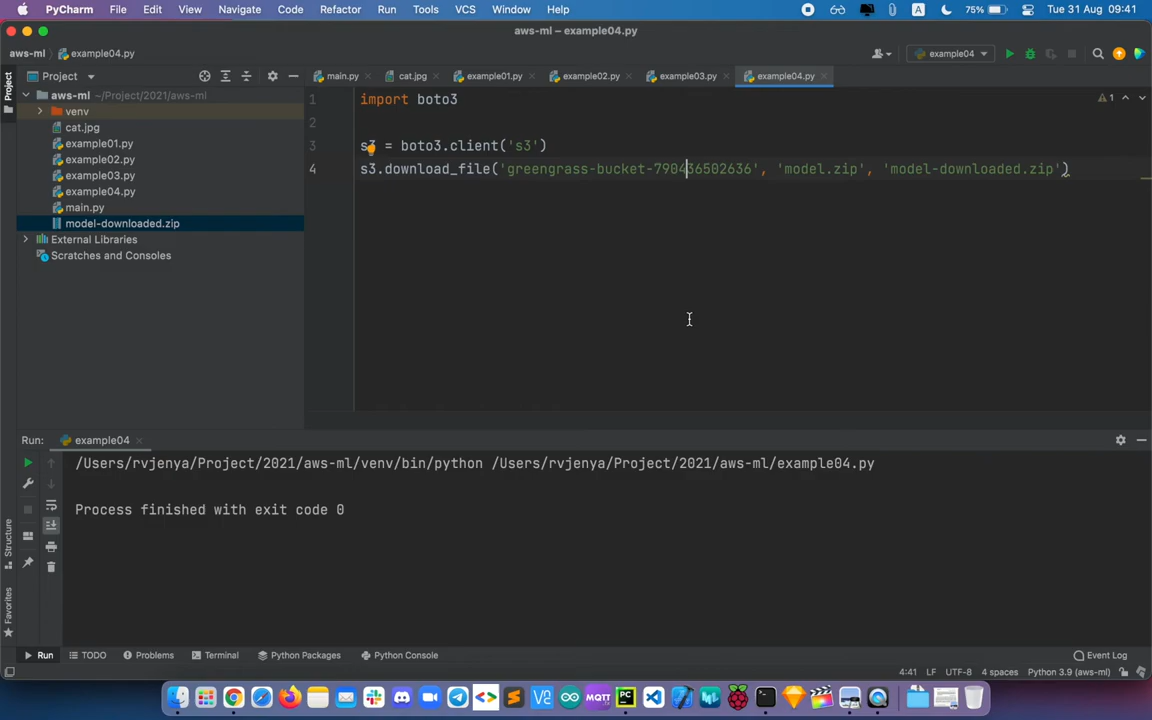 PyCharm File Edit View Navigate Code Refactor Run Tools VCS Window Help A 75% Tue 31 Aug 09:41
aws-ml – example04.py
aws-ml example04.py example04
Project Project main.py cat.jpg example01.py example02.py example03.py example04.py
aws-ml ~/Project/2021/aws-ml
venv
cat.jpg
example01.py
example02.py
example03.py
example04.py
main.py
model-downloaded.zip
External Libraries
Scratches and Consoles
1 import boto3
2
3 s3 = boto3.client('s3')
4 s3.download_file('greengrass-bucket-790436502636', 'model.zip', 'model-downloaded.zip')
1
Run: example04
/Users/rvjenya/Project/2021/aws-ml/venv/bin/python /Users/rvjenya/Project/2021/aws-ml/example04.py
Process finished with exit code 0
Structure
Favorites
Run TODO Problems Terminal Python Packages Python Console Event Log
4:41 LF UTF-8 4 spaces Python 3.9 (aws-ml)
MQTT